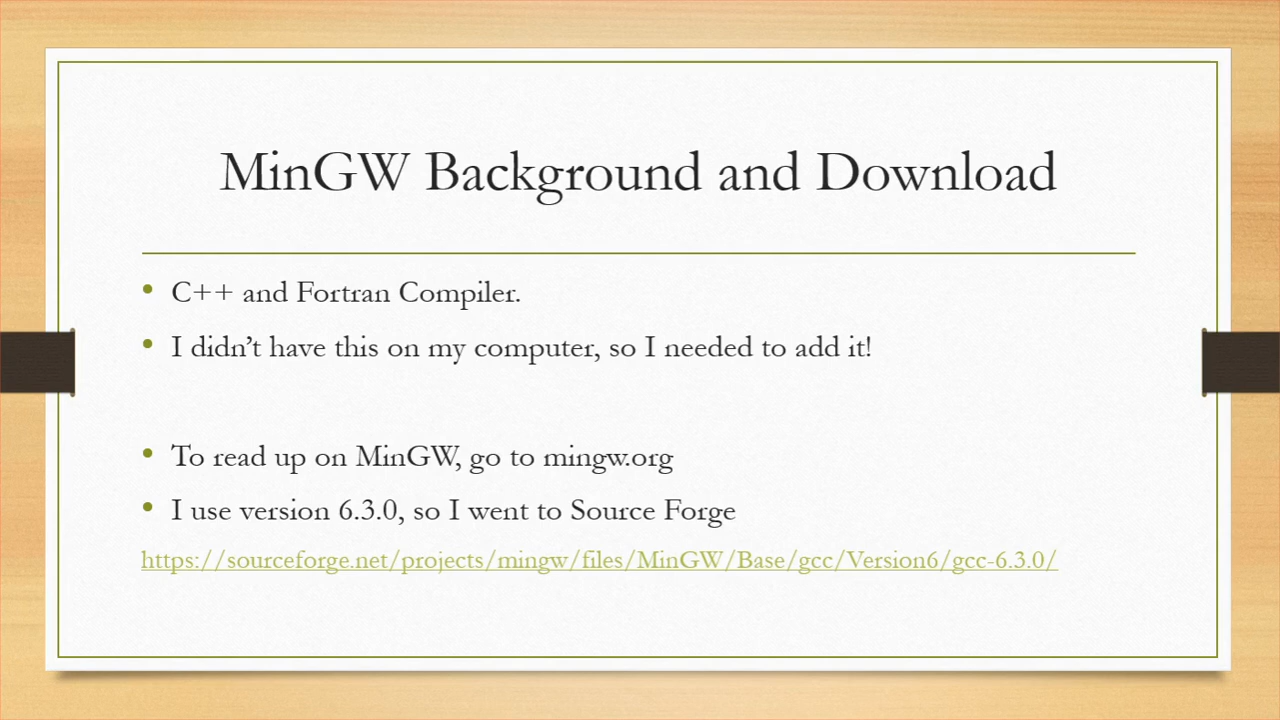 MinGW Background and Download
• C++ and Fortran Compiler.
• I didn’t have this on my computer, so I needed to add it!
• To read up on MinGW, go to mingw.org
• I use version 6.3.0, so I went to Source Forge
https://sourceforge.net/projects/mingw/files/MinGW/Base/gcc/Version6/gcc-6.3.0/